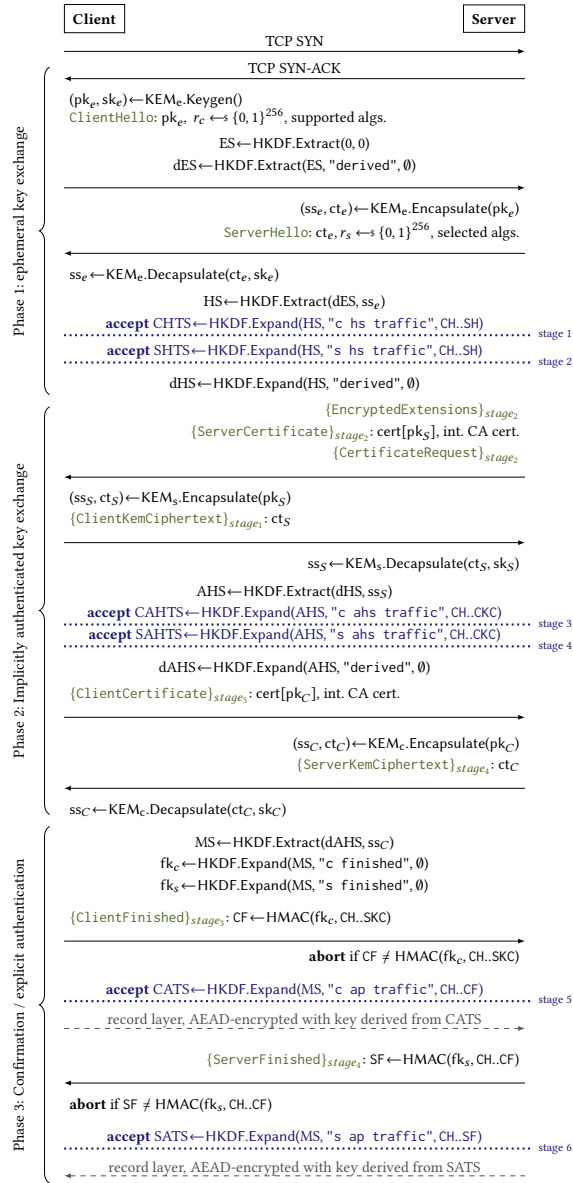 Client
Server
TCP SYN
TCP SYN-ACK
Phase 1: ephemeral key exchange
(pk_e, sk_e)←KEM_e.Keygen()
ClientHello: pk_e, r_c ←$ {0, 1}^256, supported algs.
ES←HKDF.Extract(0, 0)
dES←HKDF.Extract(ES, "derived", ∅)
(ss_e, ct_e)←KEM_e.Encapsulate(pk_e)
ServerHello: ct_e, r_s ←$ {0, 1}^256, selected algs.
ss_e←KEM_e.Decapsulate(ct_e, sk_e)
HS←HKDF.Extract(dES, ss_e)
accept CHTS←HKDF.Expand(HS, "c hs traffic", CH..SH)
stage 1
accept SHTS←HKDF.Expand(HS, "s hs traffic", CH..SH)
stage 2
dHS←HKDF.Expand(HS, "derived", ∅)
Phase 2: Implicitly authenticated key exchange
{EncryptedExtensions}_stage_2
{ServerCertificate}_stage_2: cert[pk_S], int. CA cert.
{CertificateRequest}_stage_2
(ss_S, ct_S)←KEM_s.Encapsulate(pk_S)
{ClientKemCiphertext}_stage_1: ct_S
ss_S←KEM_s.Decapsulate(ct_S, sk_S)
AHS←HKDF.Extract(dHS, ss_S)
accept CAHTS←HKDF.Expand(AHS, "c ahs traffic", CH..CKC)
stage 3
accept SAHTS←HKDF.Expand(AHS, "s ahs traffic", CH..CKC)
stage 4
dAHS←HKDF.Expand(AHS, "derived", ∅)
{ClientCertificate}_stage_3: cert[pk_C], int. CA cert.
(ss_C, ct_C)←KEM_c.Encapsulate(pk_C)
{ServerKemCiphertext}_stage_4: ct_C
ss_C←KEM_c.Decapsulate(ct_C, sk_C)
Phase 3: Confirmation / explicit authentication
MS←HKDF.Extract(dAHS, ss_C)
fk_c←HKDF.Expand(MS, "c finished", ∅)
fk_s←HKDF.Expand(MS, "s finished", ∅)
{ClientFinished}_stage_3: CF←HMAC(fk_c, CH..SKC)
abort if CF ≠ HMAC(fk_c, CH..SKC)
accept CATS←HKDF.Expand(MS, "c ap traffic", CH..CF)
stage 5
record layer, AEAD-encrypted with key derived from CATS
{ServerFinished}_stage_4: SF←HMAC(fk_s, CH..CF)
abort if SF ≠ HMAC(fk_s, CH..CF)
accept SATS←HKDF.Expand(MS, "s ap traffic", CH..SF)
stage 6
record layer, AEAD-encrypted with key derived from SATS